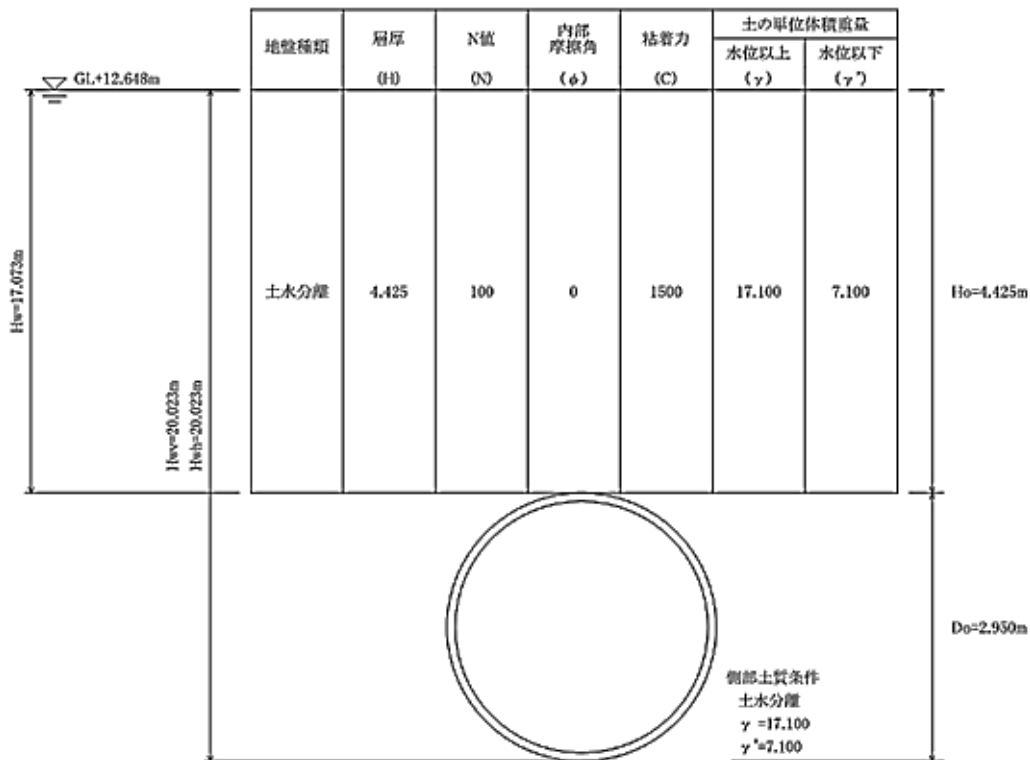 地盤種類 層厚 (H) N値 (N) 内部摩擦角 (φ) 粘着力 (C) 土の単位体積重量
水位以上 (γ) 水位以下 (γ')
GL+12.648m
土水分離 4.425 100 0 1500 17.100 7.100
Hw=17.073m
Hwv=20.023m
Hwh=20.023m
Ho=4.425m
Do=2.950m
側部土質条件
土水分離
γ =17.100
γ'=7.100